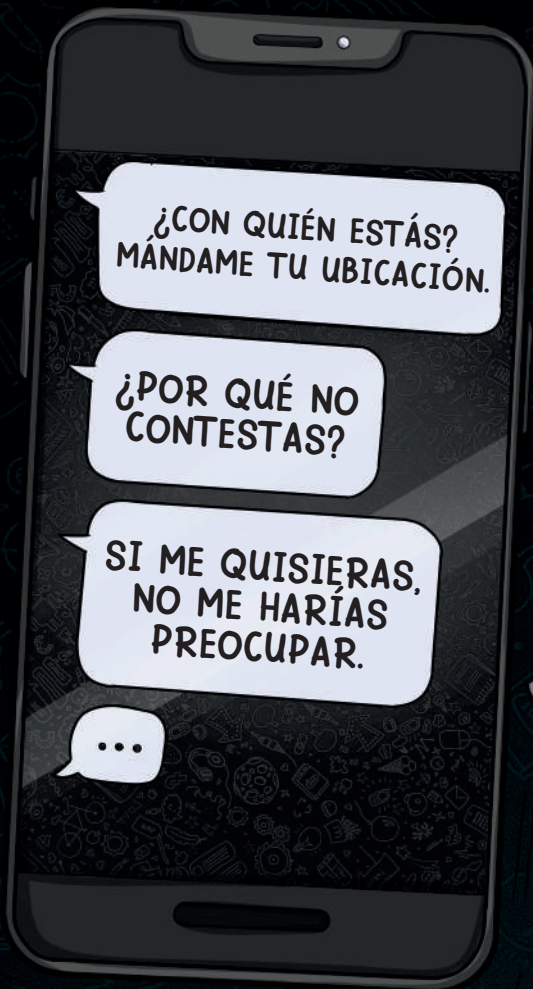 ¿CON QUIÉN ESTÁS?
MÁNDAME TU UBICACIÓN.
¿POR QUÉ NO
CONTESTAS?
SI ME QUISIERAS,
NO ME HARÍAS
PREOCUPAR.
...